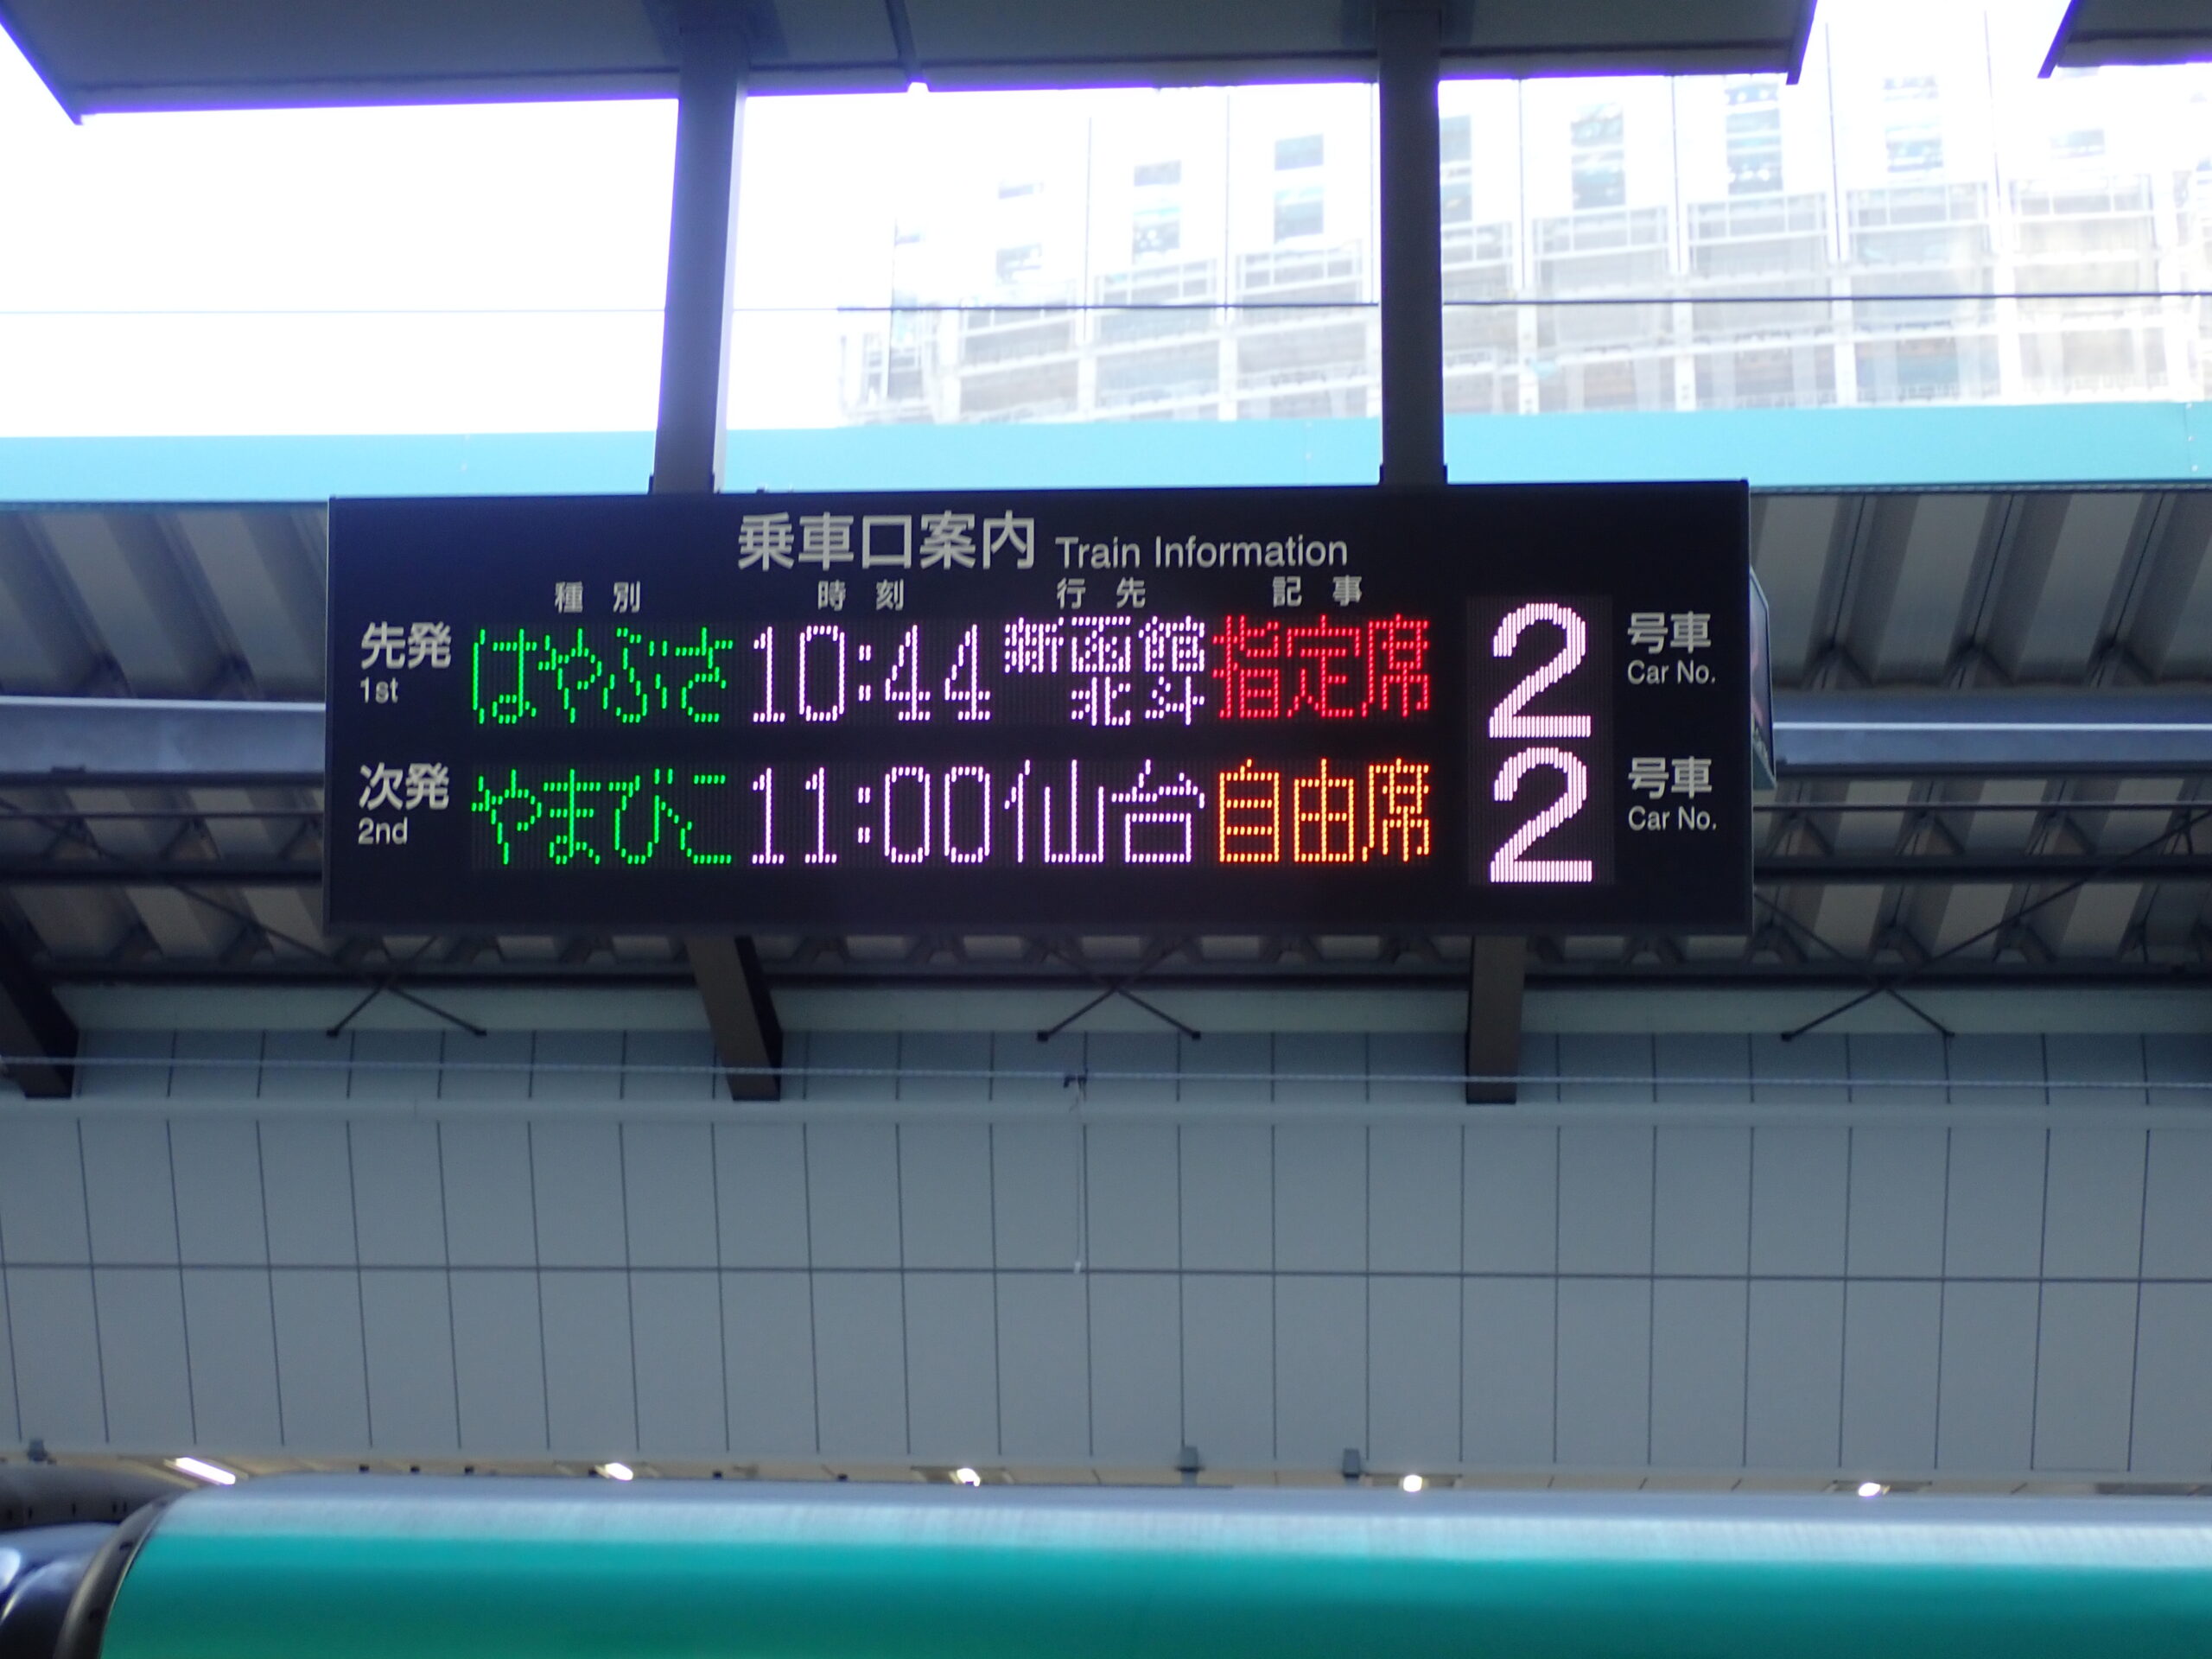 乗車口案内 Train Information
種別 時刻 行先 記事
先発 はやぶさ 10:44 新函館北斗 指定席 2 号車
1st Car No.
次発 やまびこ 11:00 仙台 自由席 2 号車
2nd Car No.